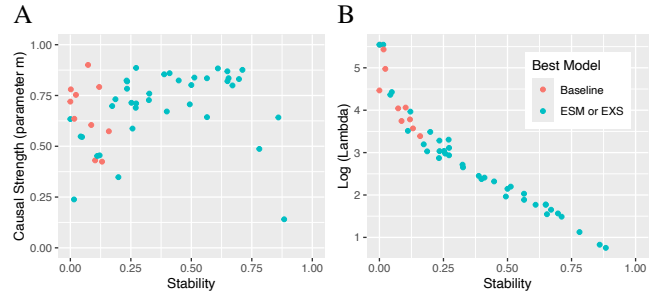 A
Causal Strength (parameter m)
1.00
0.75
0.50
0.25
0.00
0.00 0.25 0.50 0.75 1.00
Stability
B
Log (Lambda)
5
4
3
2
1
0.00 0.25 0.50 0.75 1.00
Stability
Best Model
Baseline
ESM or EXS